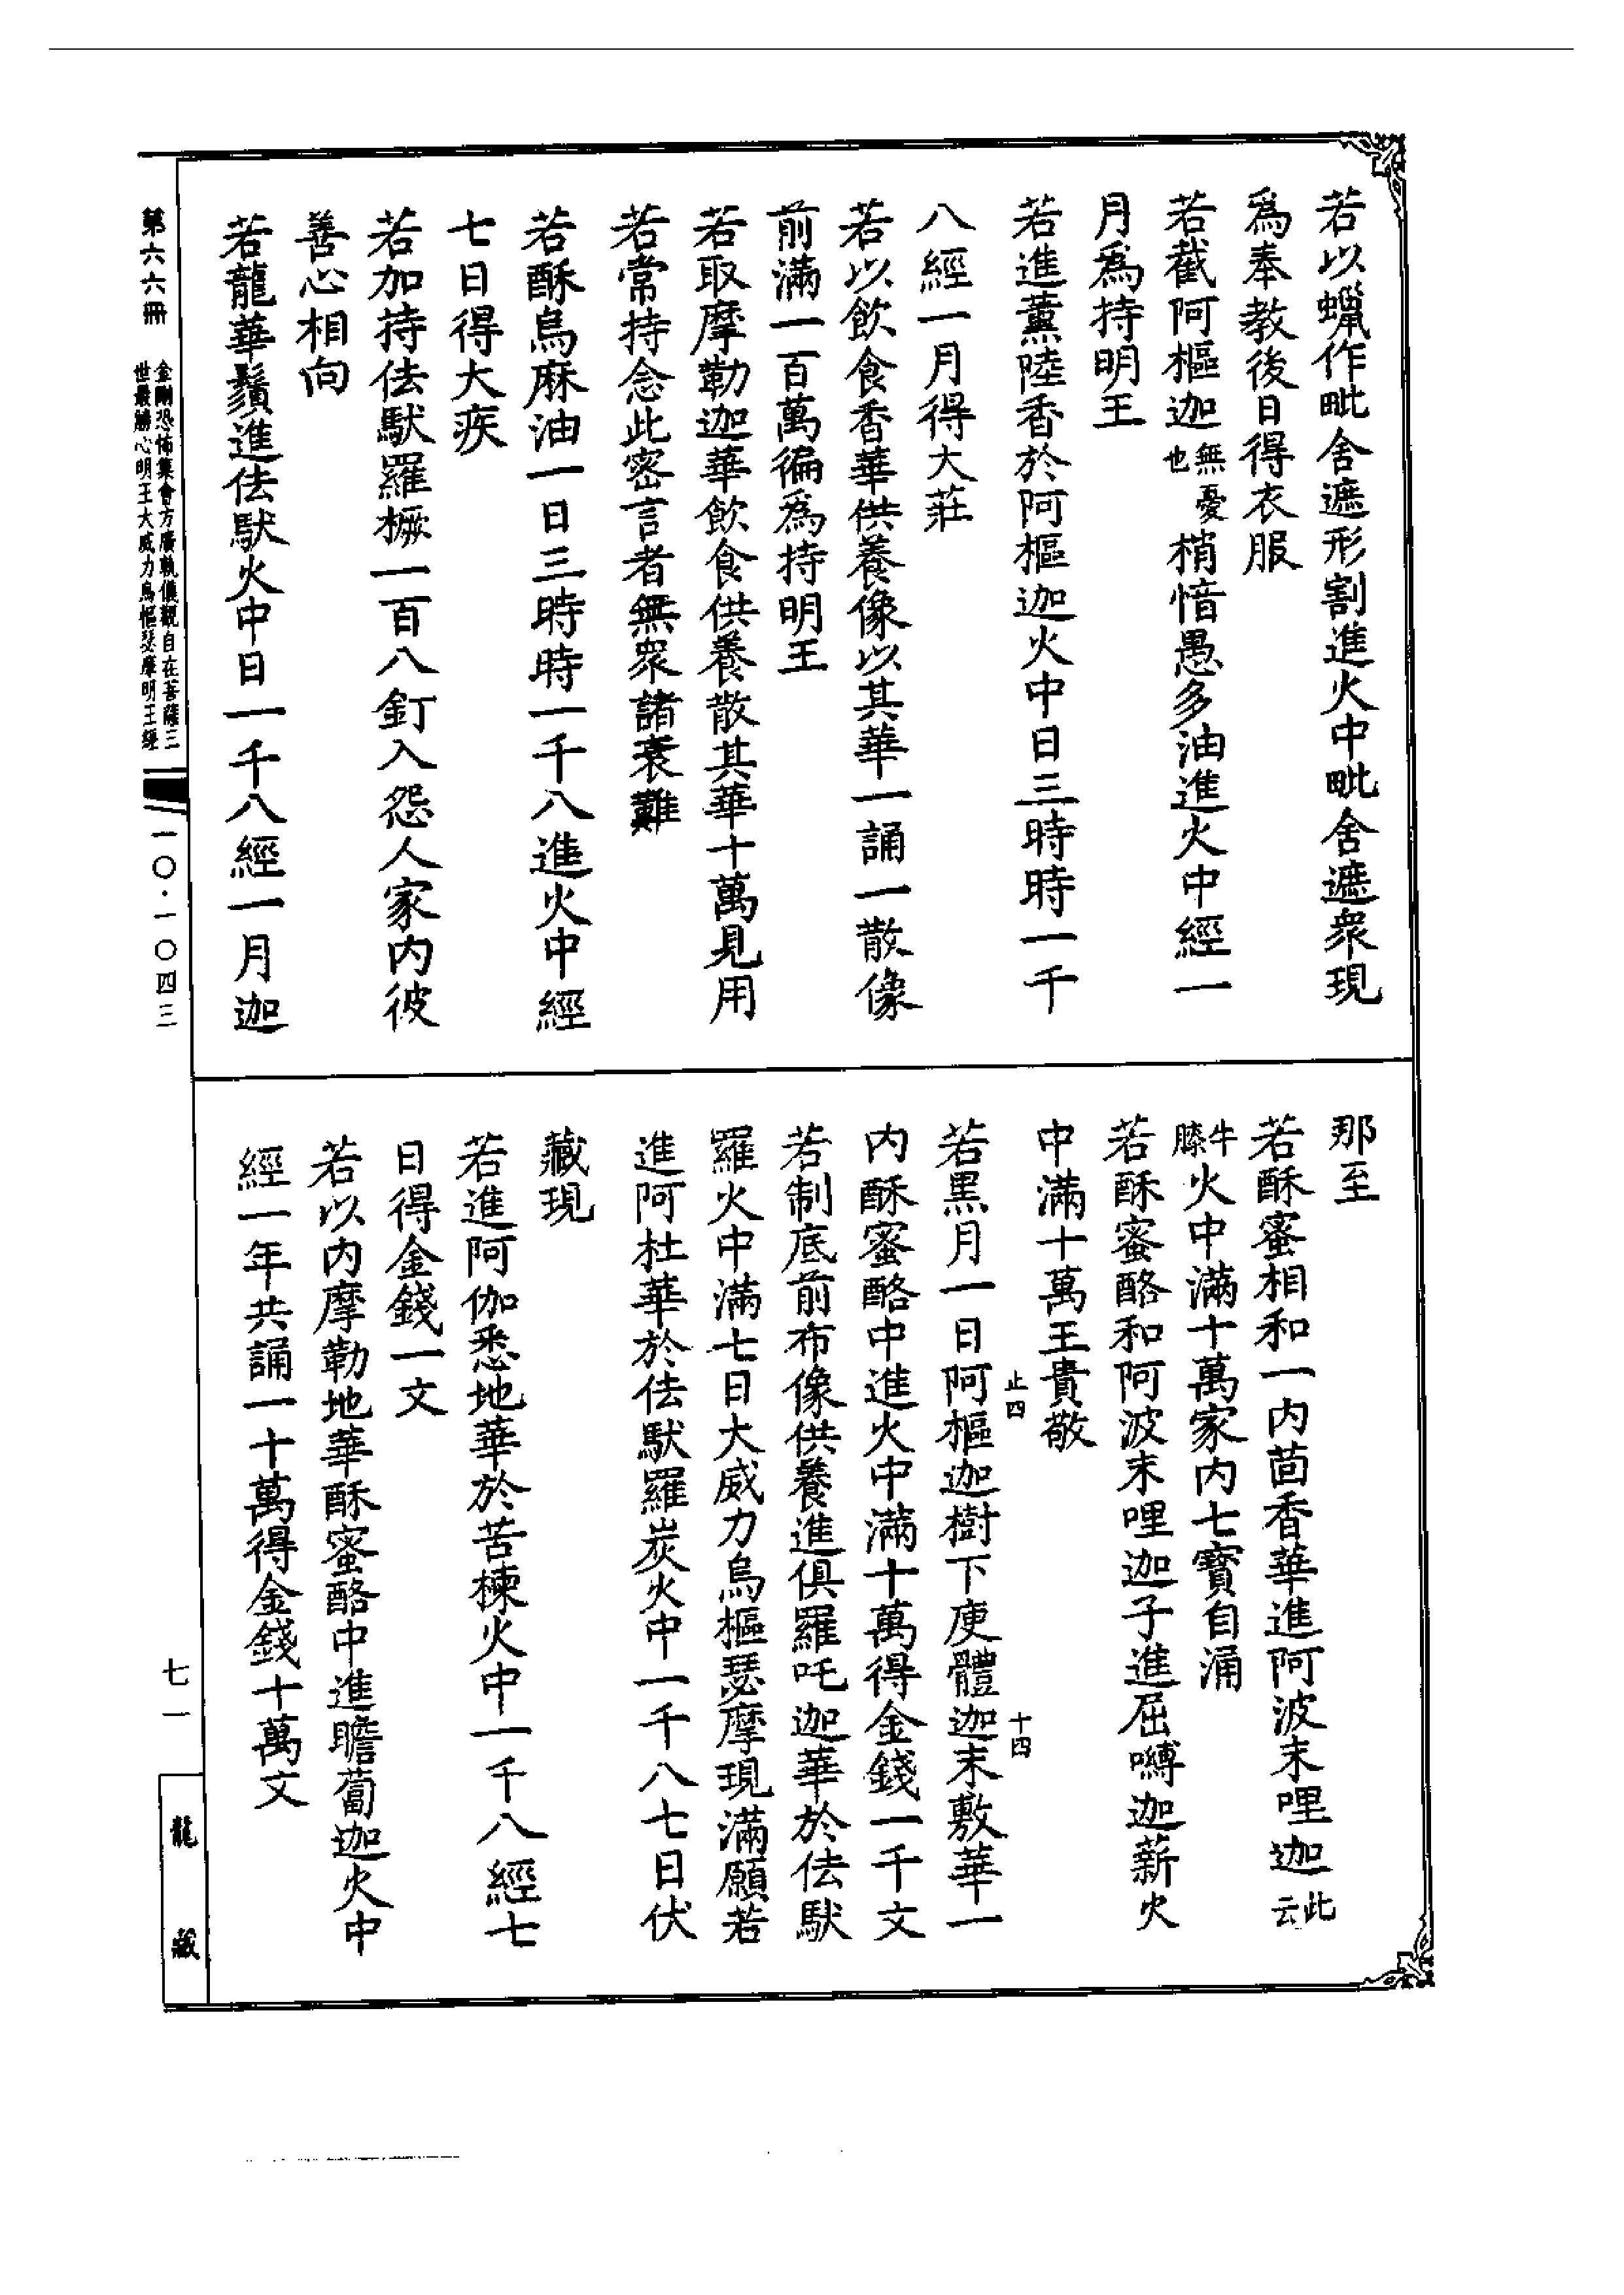 若以蠟作毗舍遮形割進火中毗舍遮衆現
爲奉教後日得衣服
若截阿樞迦無憂也梢愔愚多油進火中經一
月爲持明王
若進薰陸香於阿樞迦火中日三時時一千
八經一月得大莊
若以飲食香華供養像以其華一誦一散像
前滿一百萬徧爲持明王
若取摩勒迦華飲食供養散其華十萬見用
若常持念此密言者無衆諸衰難
若酥烏麻油一日三時時一千八進火中經
七日得大疾
若加持佉馱羅橛一百八釘入怨人家内彼
善心相向
若龍華鬚進佉馱火中日一千八經一月迦
那至
若酥蜜相和一内茴香華進阿波末哩迦此云
牛膝火中滿十萬家内七寶自涌
若酥蜜酪和阿波末哩迦子進屈嚩迦薪火
中滿十萬王貴敬
止四
十四
若黑月一日阿樞迦樹下庾體迦末敷華一
内酥蜜酪中進火中滿十萬得金錢一千文
若制底前布像供養進俱羅吒迦華於佉馱
羅火中滿七日大威力烏樞瑟摩現滿願若
進阿杜華於佉馱羅炭火中一千八七日伏
藏現
若進阿伽悉地華於苦楝火中一千八經七
日得金錢一文
若以内摩勒地華酥蜜酪中進瞻蔔迦火中
經一年共誦一十萬得金錢十萬文
第六六冊
金剛恐怖集會方廣軌儀觀自在菩薩三
世最勝心明王大威力烏樞瑟摩明王經
一〇·一〇四三
七一
龍藏